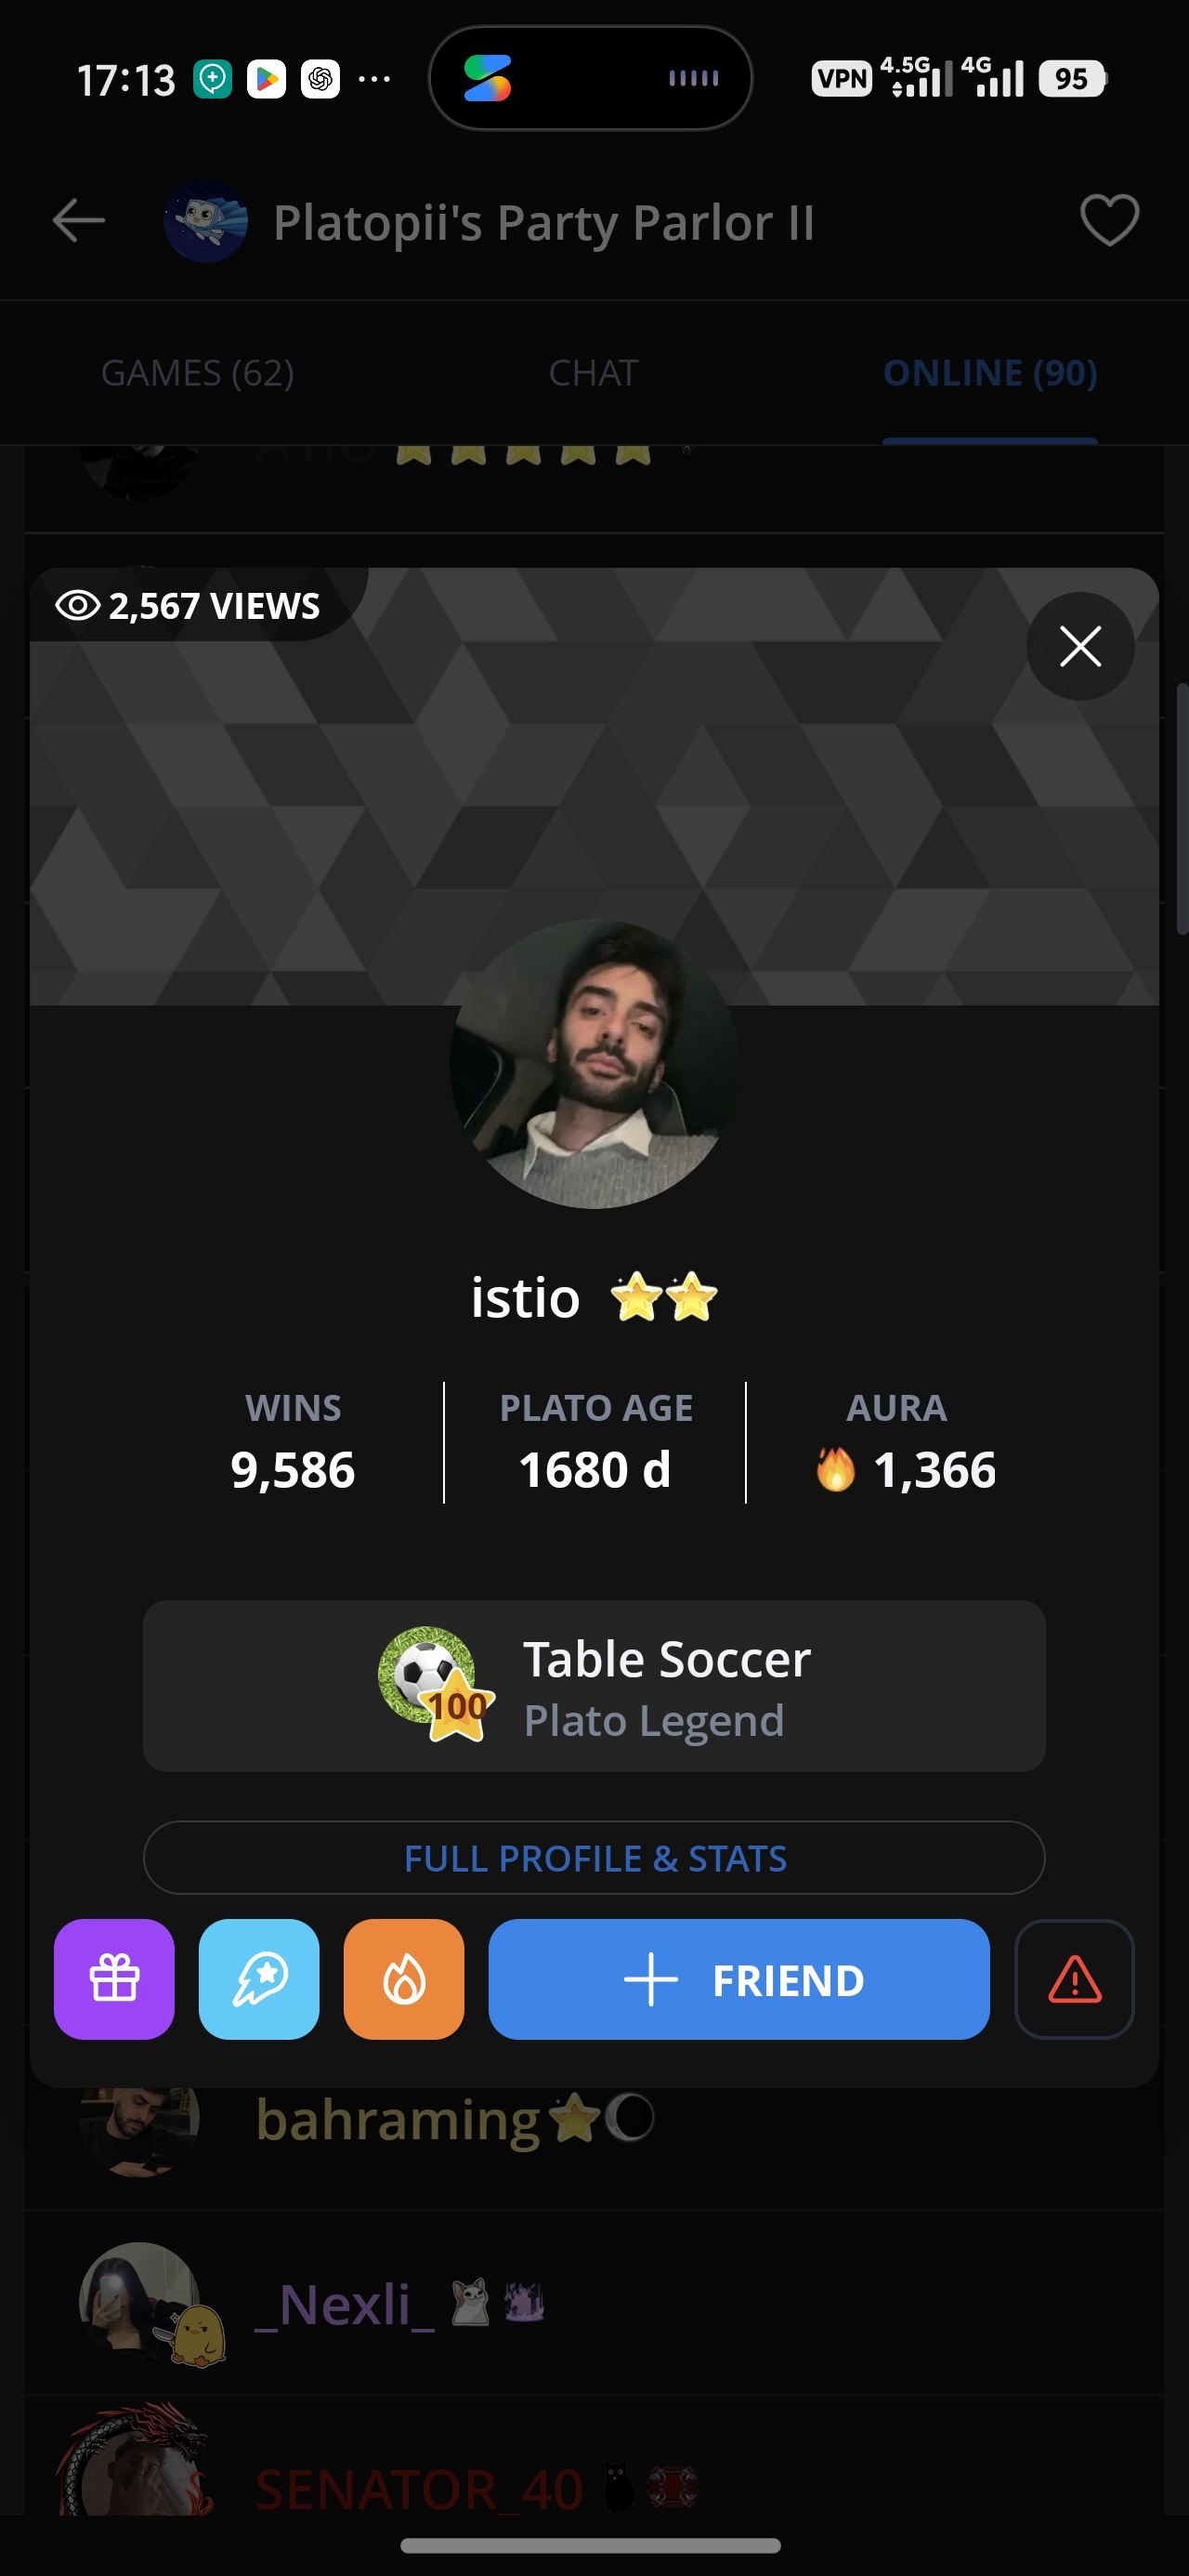 17:13
VPN 4.5G 4G 95
Platopii's Party Parlor II
GAMES (62) CHAT ONLINE (90)
2,567 VIEWS
istio
WINS PLATO AGE AURA
9,586 1680 d 1,366
100
Table Soccer
Plato Legend
FULL PROFILE & STATS
FRIEND
bahraming
_Nexli_
SENATOR_40